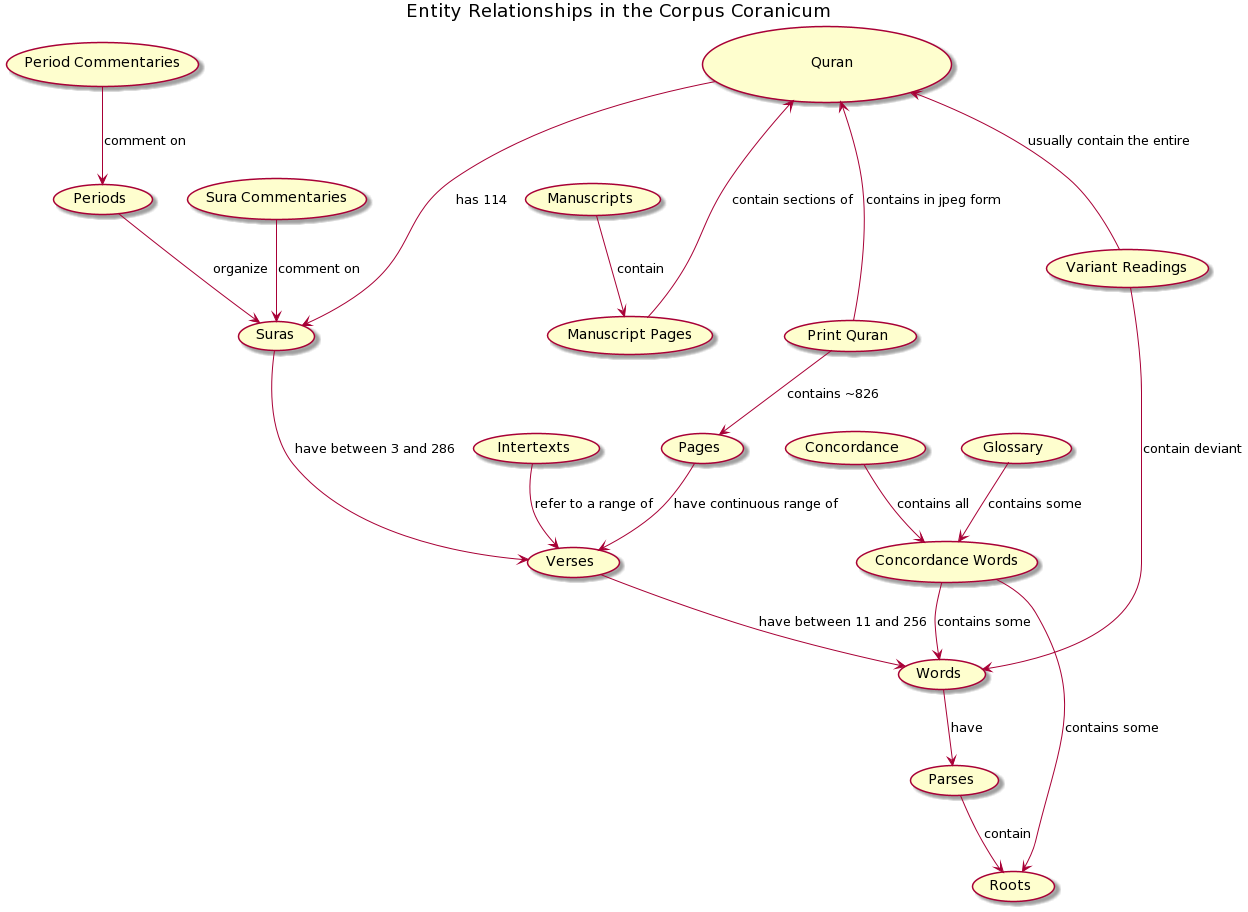 Entity Relationships in the Corpus Coranicum
Period Commentaries
Quran
comment on
usually contain the entire
Periods
Sura Commentaries
has 114
Manuscripts
contain sections of
contains in jpeg form
organize
comment on
contain
Variant Readings
Suras
Manuscript Pages
Print Quran
contains ~826
have between 3 and 286
Intertexts
Pages
Concordance
Glossary
contain deviant
refer to a range of
have continuous range of
contains all
contains some
Verses
Concordance Words
have between 11 and 256
contains some
Words
have
contains some
Parses
contain
Roots